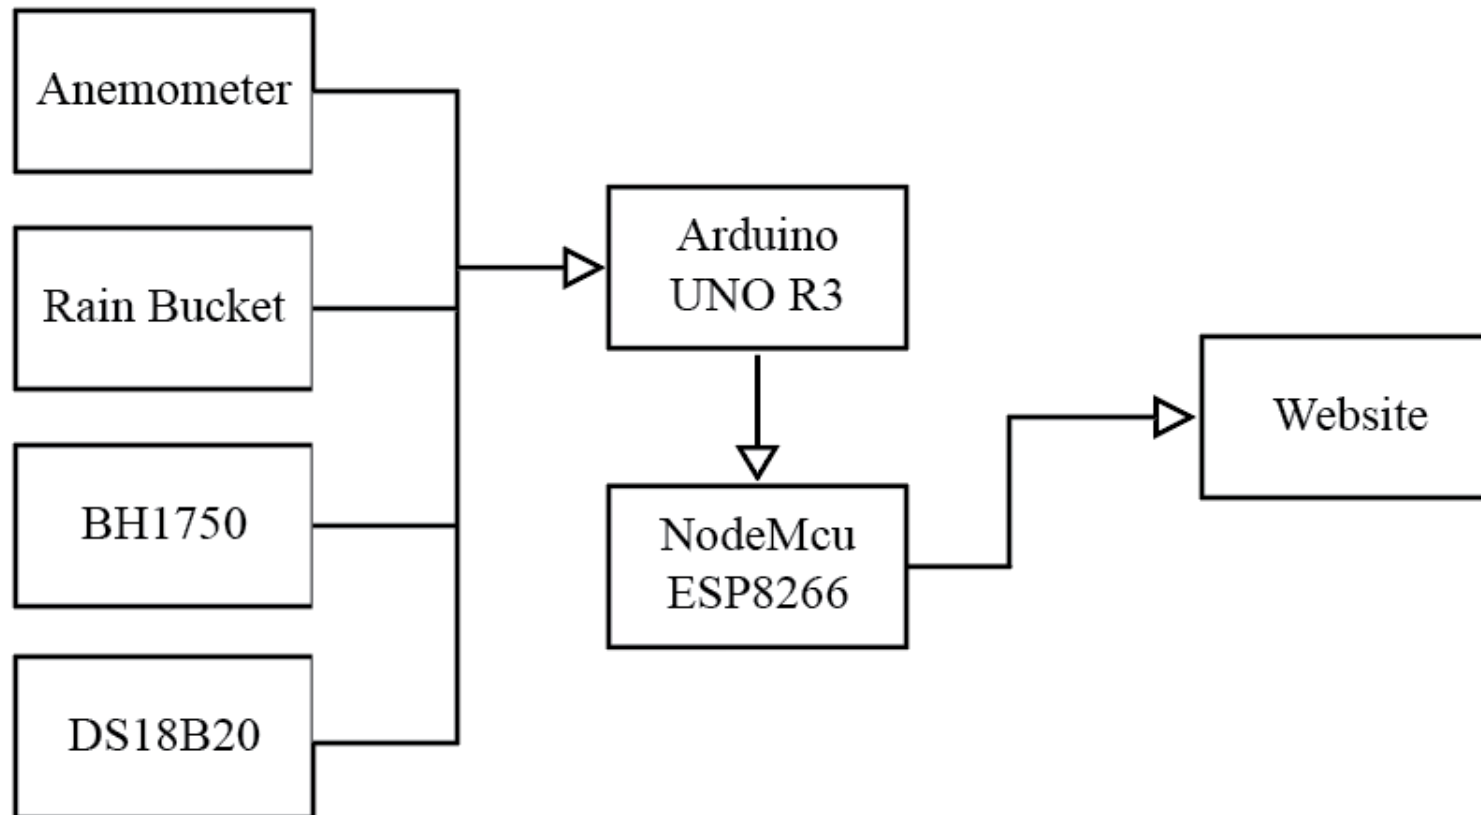 Anemometer
Rain Bucket
BH1750
DS18B20
Arduino
UNO R3
NodeMcu
ESP8266
Website